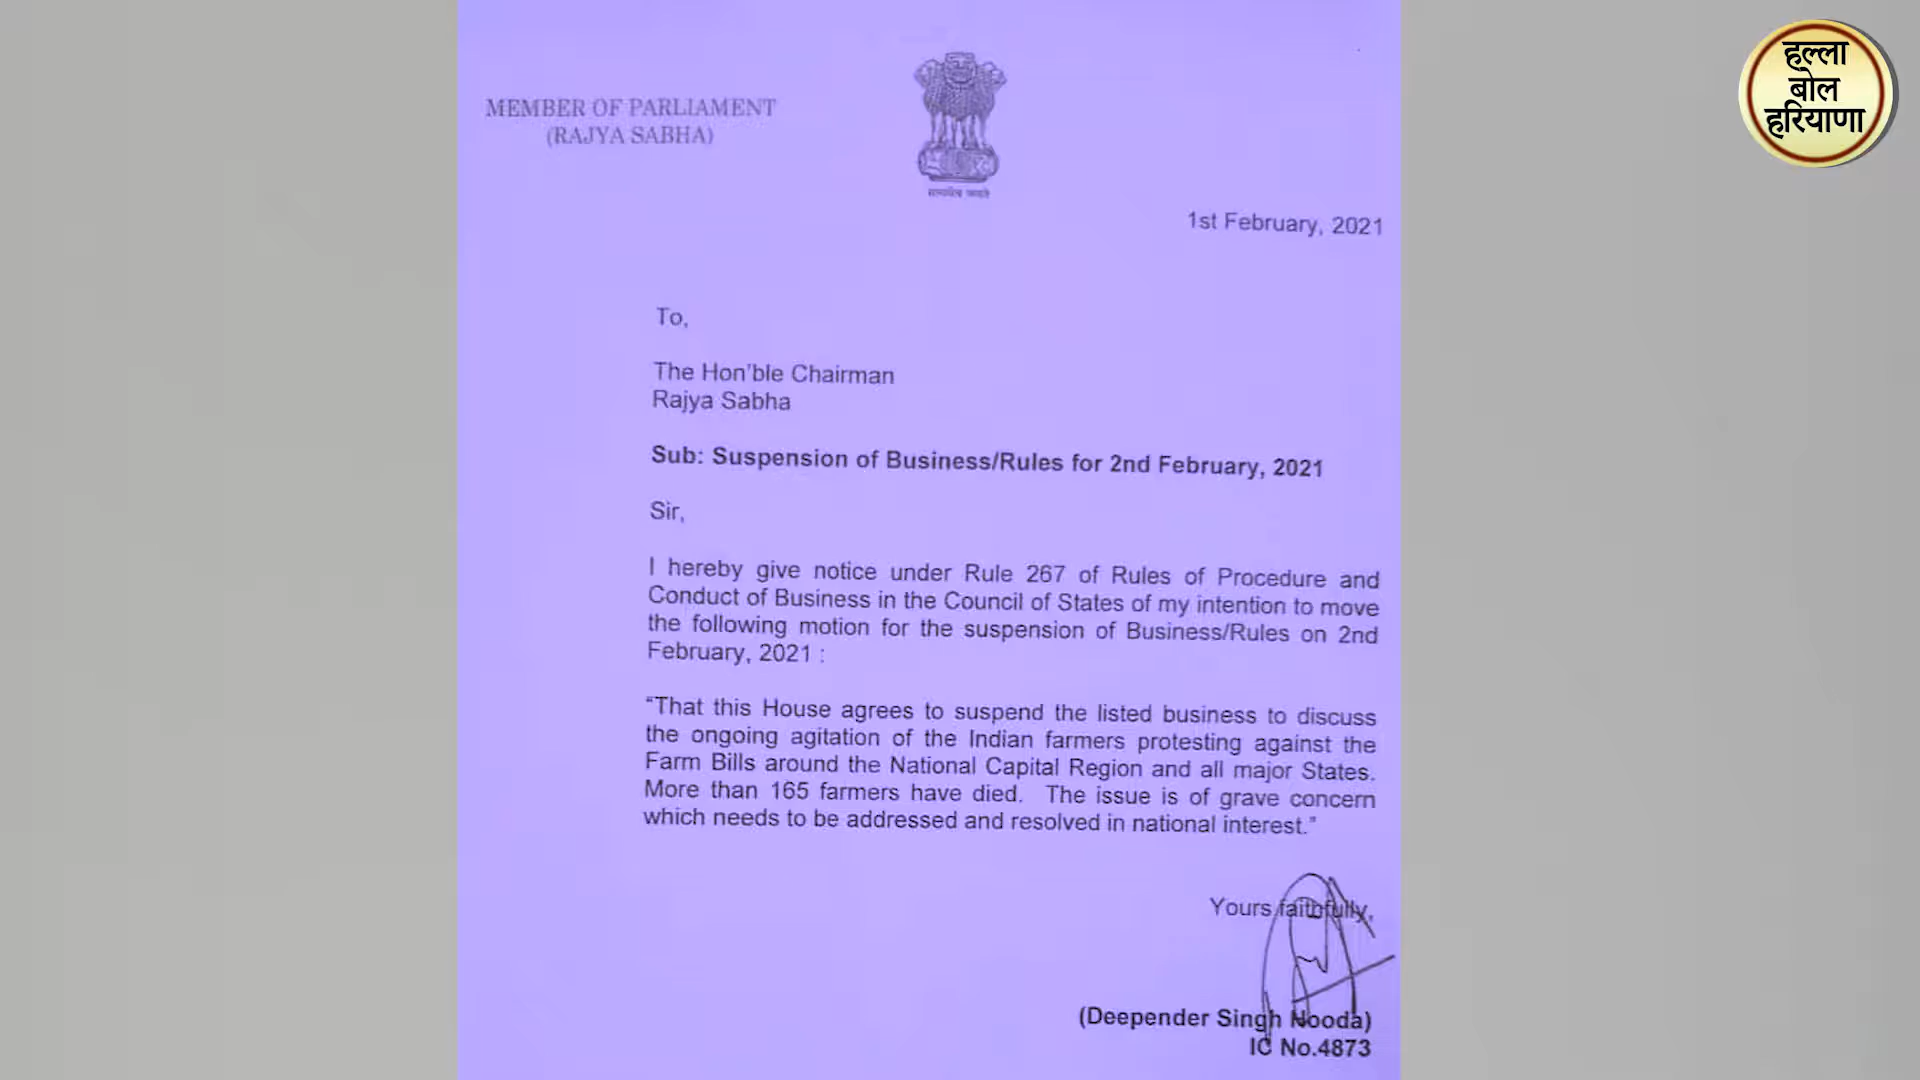 MEMBER OF PARLIAMENT
(RAJYA SABHA)
सत्यमेव जयते
1st February, 2021
To,
The Hon'ble Chairman
Rajya Sabha
Sub: Suspension of Business/Rules for 2nd February, 2021
Sir,
I hereby give notice under Rule 267 of Rules of Procedure and
Conduct of Business in the Council of States of my intention to move
the following motion for the suspension of Business/Rules on 2nd
February, 2021 :
“That this House agrees to suspend the listed business to discuss
the ongoing agitation of the Indian farmers protesting against the
Farm Bills around the National Capital Region and all major States.
More than 165 farmers have died. The issue is of grave concern
which needs to be addressed and resolved in national interest.”
Yours faithfully,
(Deepender Singh Hooda)
IC No.4873
हल्ला
बोल
हरियाणा